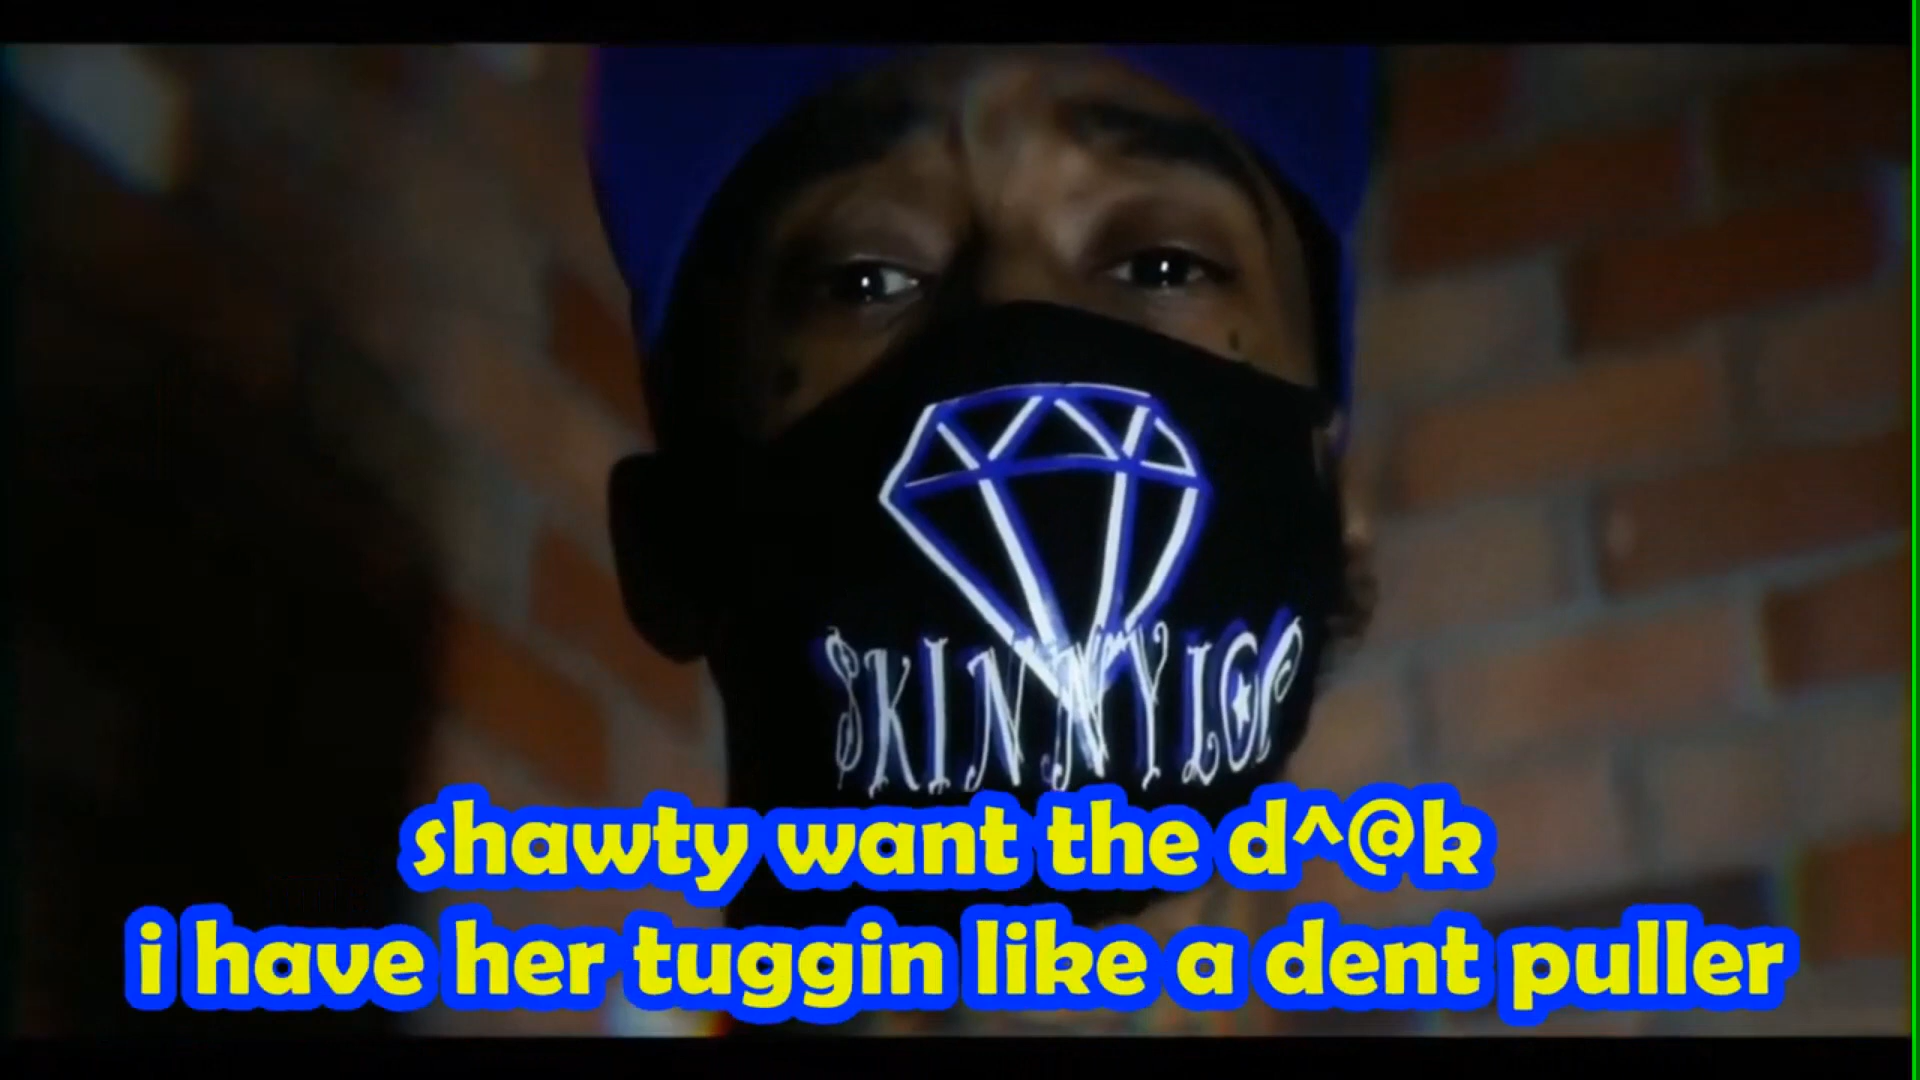 SKINNYLOC
shawty want the d^@k
i have her tuggin like a dent puller